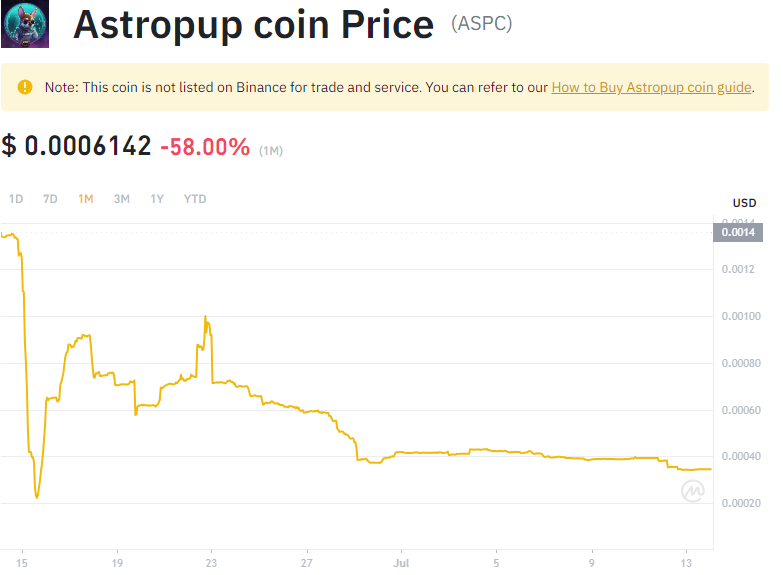 Astropup coin Price (ASPC)
Note: This coin is not listed on Binance for trade and service. You can refer to our How to Buy Astropup coin guide.
$ 0.0006142 -58.00% (1M)
1D 7D 1M 3M 1Y YTD
USD
0.0014
0.0014
0.0012
0.00100
0.00080
0.00060
0.00040
0.00020
15 19 23 27 Jul 5 9 13